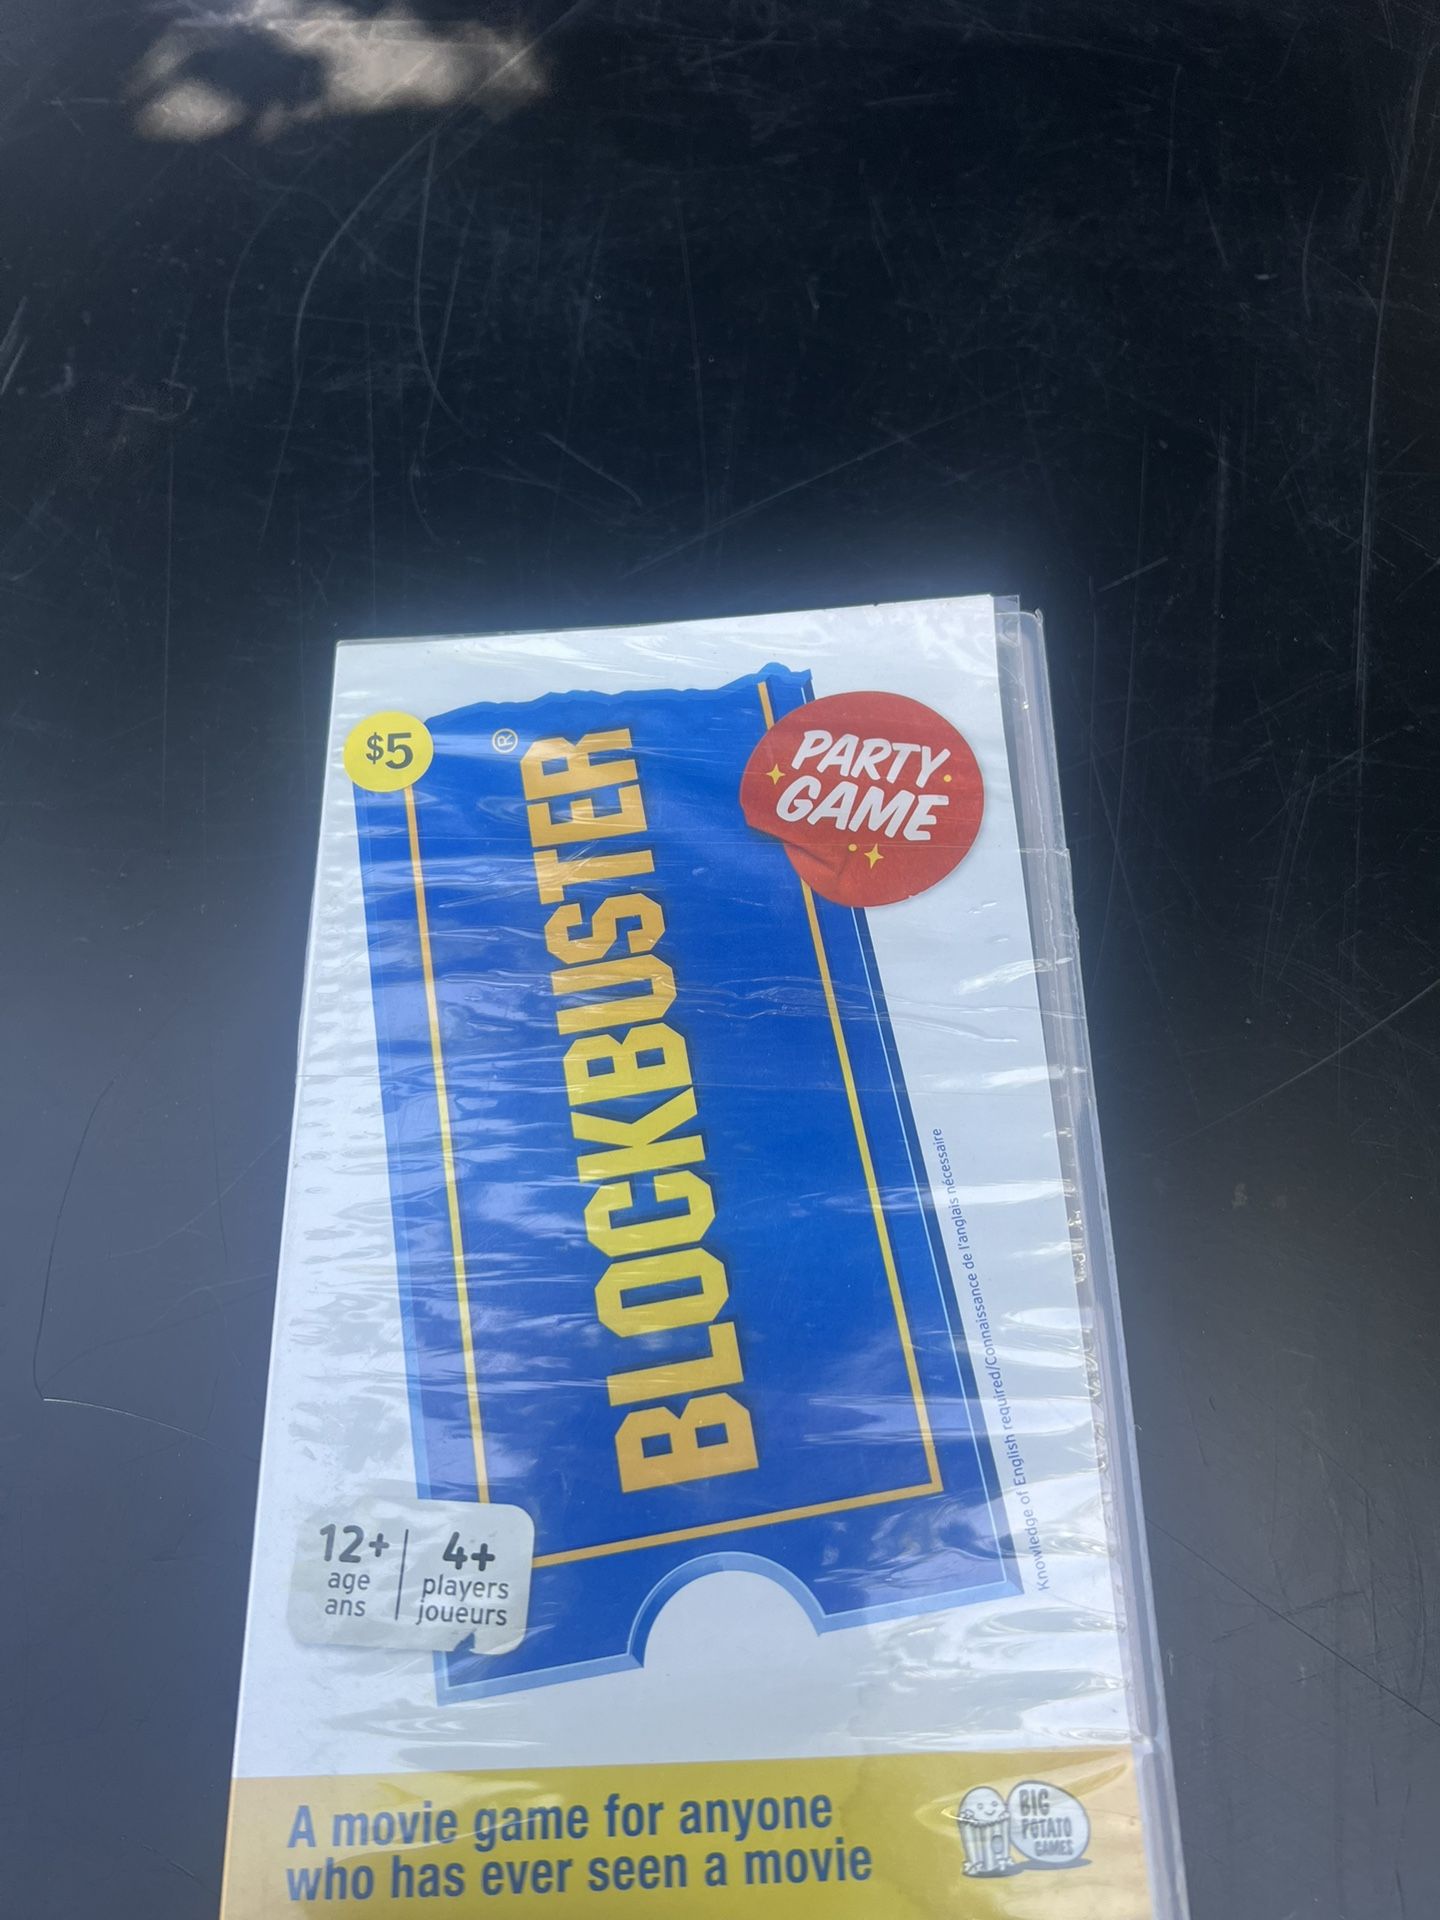 $5
PARTY
GAME
BLOCKBUSTER®
Knowledge of English required/Connaissance de l'anglais nécessaire
12+
age
ans
4+
players
joueurs
A movie game for anyone
who has ever seen a movie
BIG
POTATO
GAMES